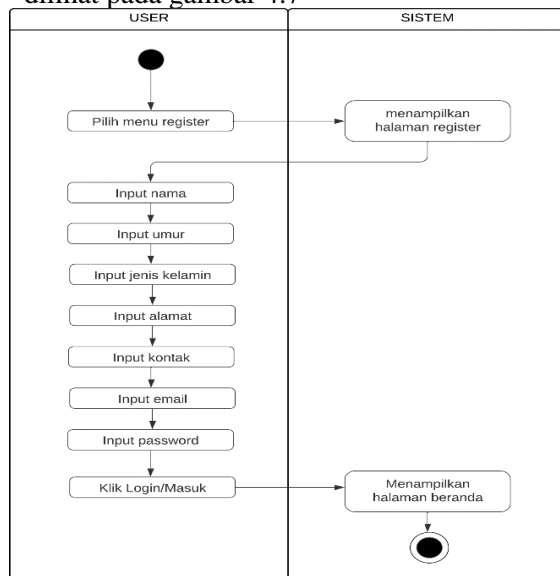 dilihat pada gambar 4.7
USER
SISTEM
Pilih menu register
menampilkan
halaman register
Input nama
Input umur
Input jenis kelamin
Input alamat
Input kontak
Input email
Input password
Klik Login/Masuk
Menampilkan
halaman beranda